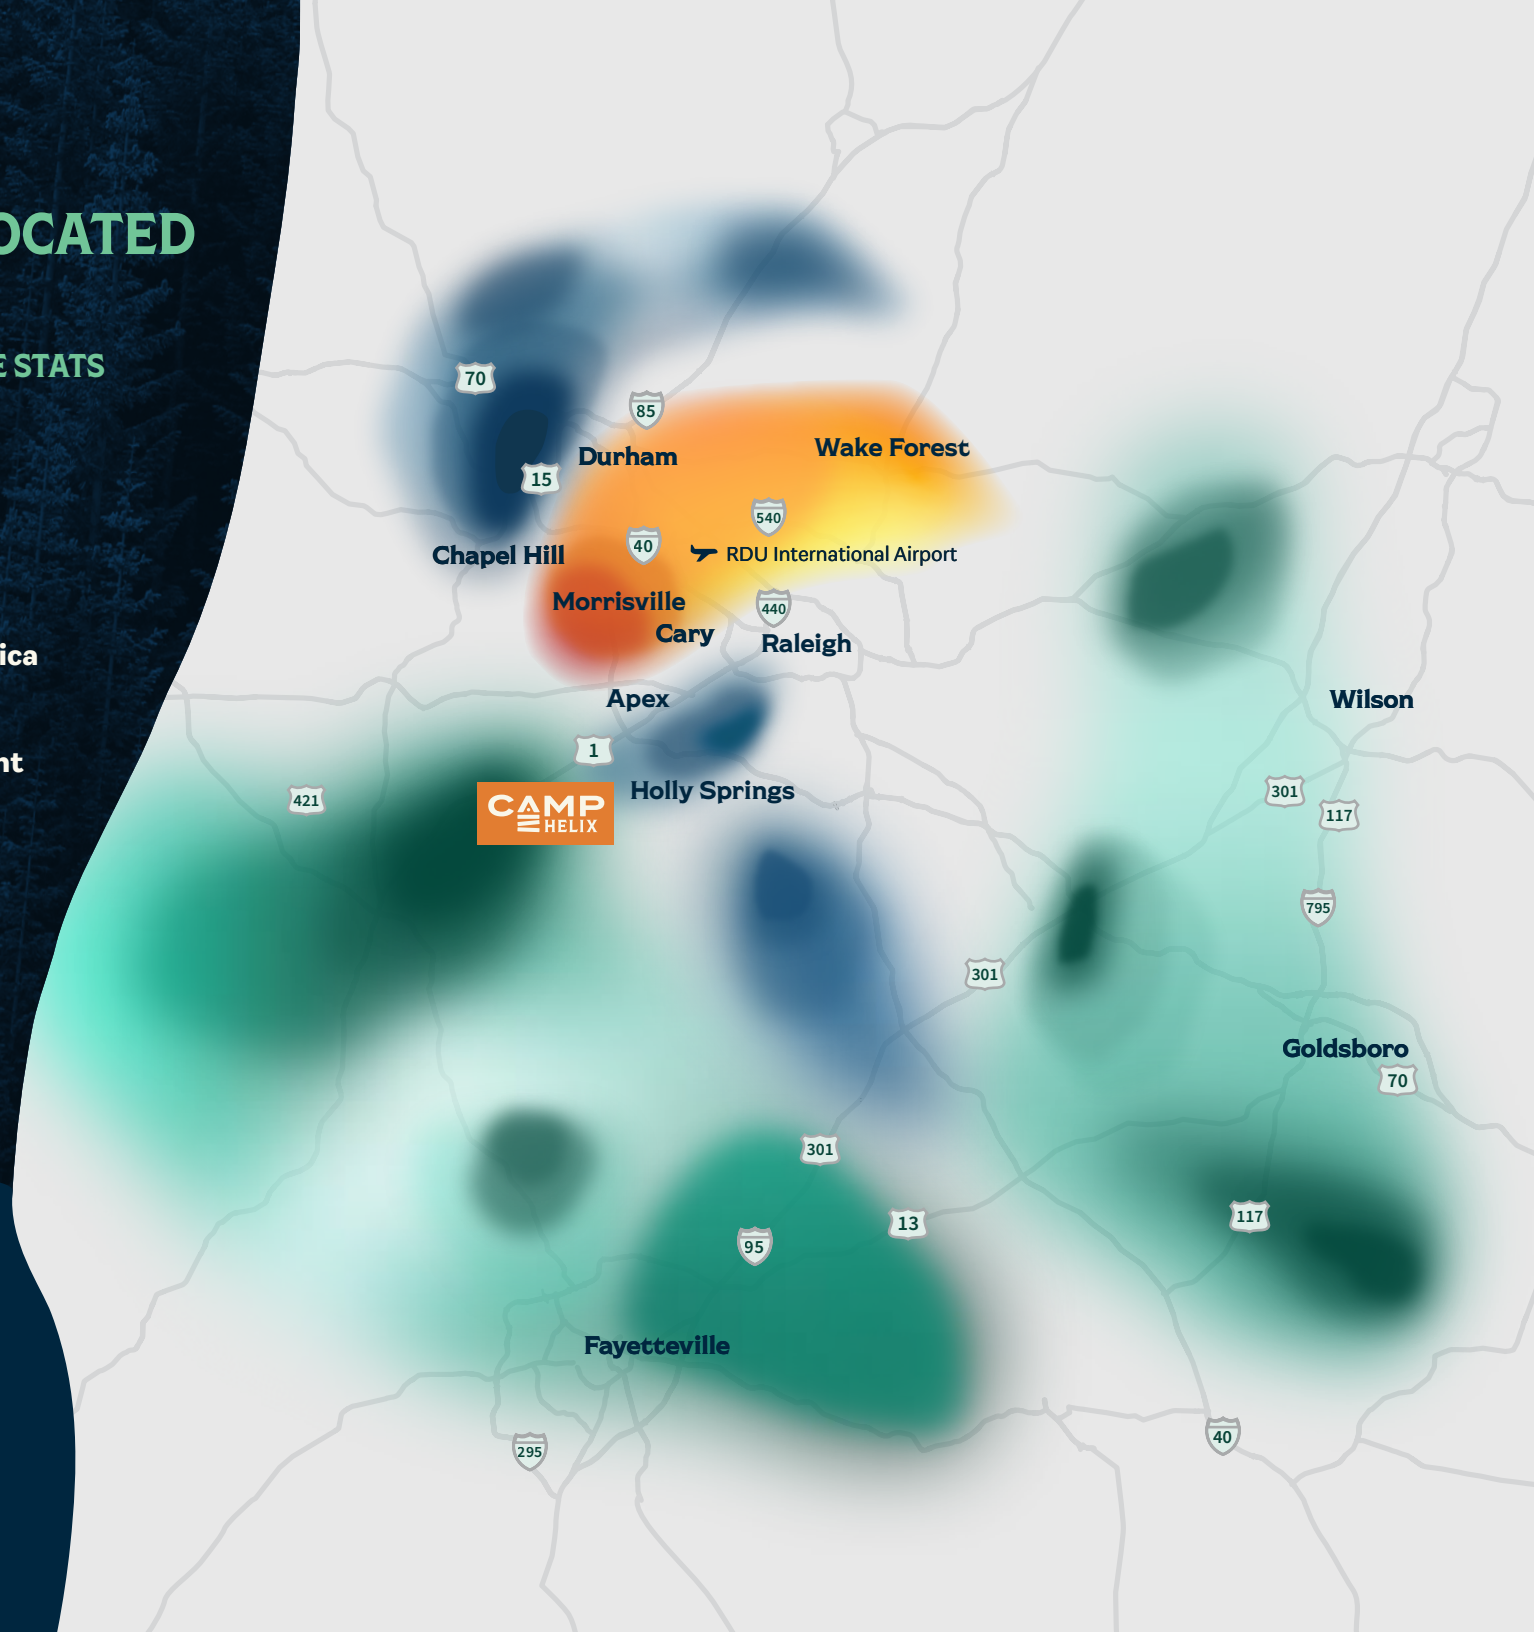 OCATED
E STATS
ica
nt
70
85
Durham
Wake Forest
15
540
Chapel Hill
40
RDU International Airport
Morrisville
440
Cary
Raleigh
Apex
Wilson
1
Holly Springs
421
CAMP
HELIX
301
117
795
301
Goldsboro
70
301
117
13
95
Fayetteville
295
40